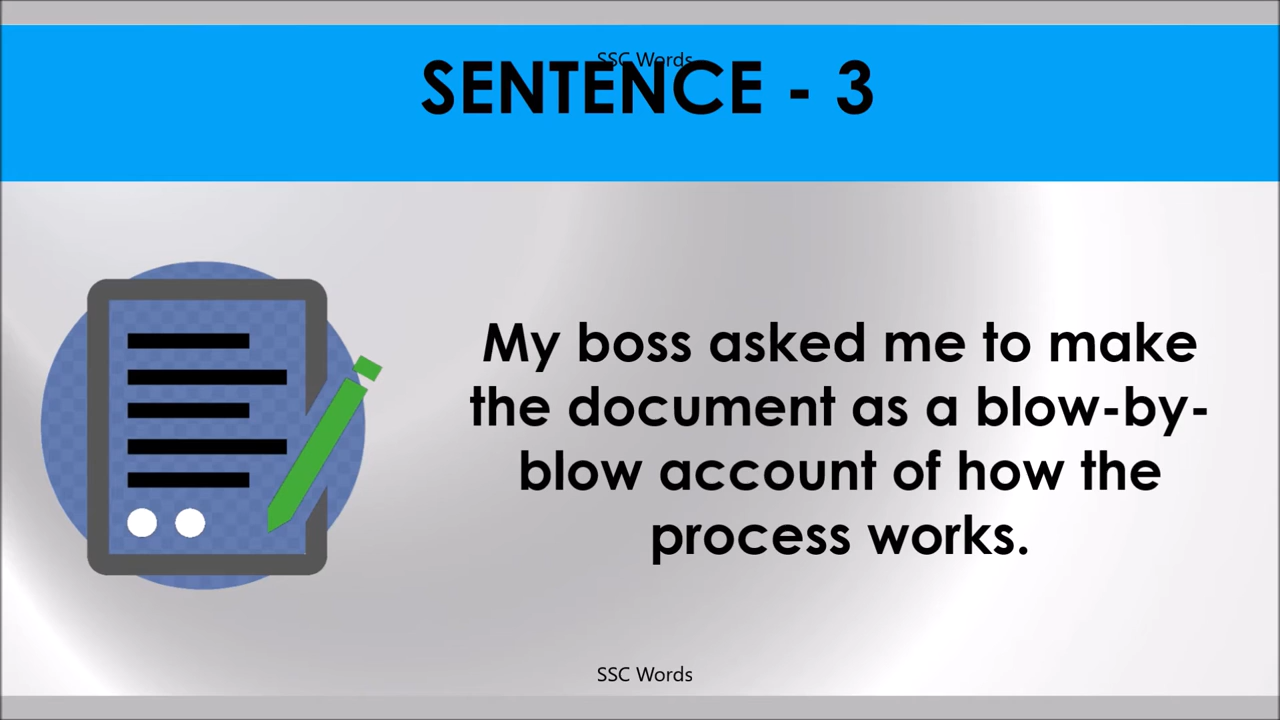 SSC Words
SENTENCE - 3
My boss asked me to make
the document as a blow-by-
blow account of how the
process works.
SSC Words